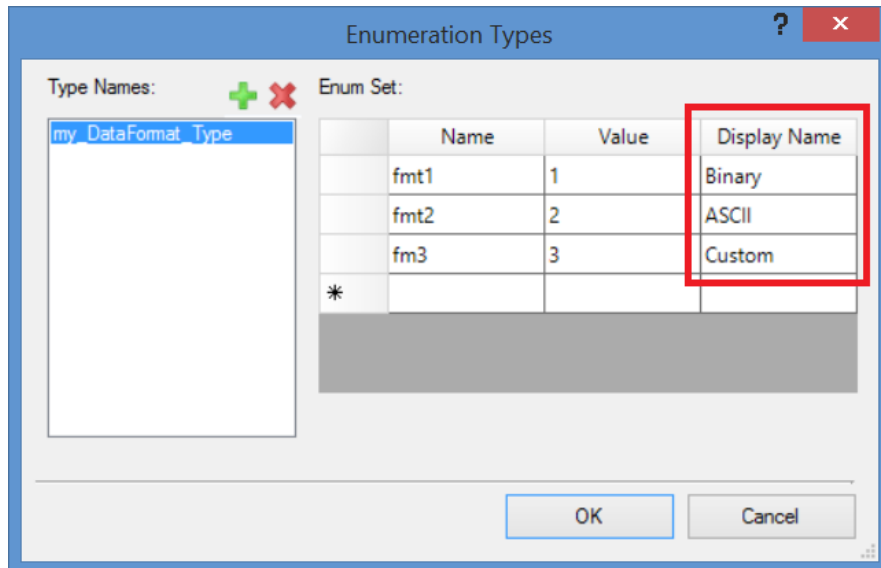 Enumeration Types ?
Type Names: Enum Set:
my_DataFormat_Type
Name Value Display Name
fmt1 1 Binary
fmt2 2 ASCII
fm3 3 Custom
OK Cancel